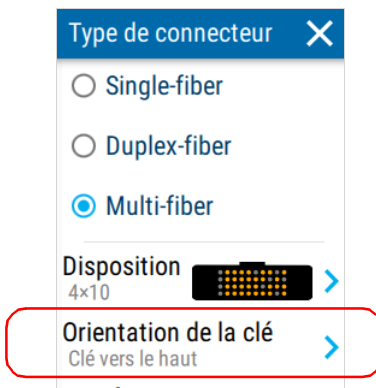 Type de connecteur
Single-fiber
Duplex-fiber
Multi-fiber
Disposition
4×10
Orientation de la clé
Clé vers le haut